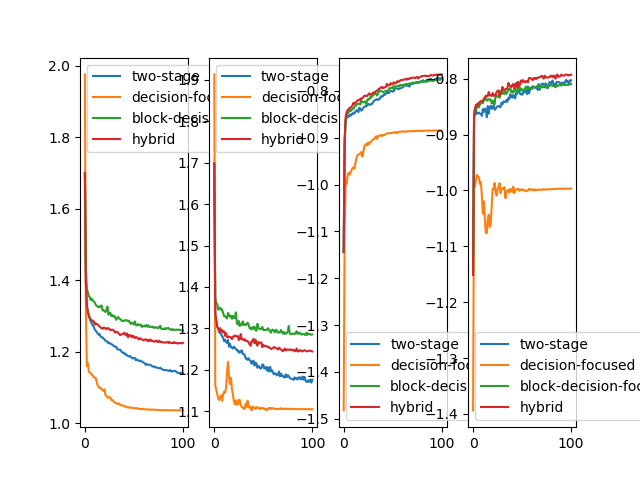 2.0
1.8
1.6
1.4
1.2
1.0
0
100
two-stage
decision-foc
block-decis
hybrid
1.9
1.7
1.6
1.5
1.4
1.3
1.2
1.1
0
100
two-stage
decision-foc
block-decis
hybrid
−0.8
−0.9
−1.0
−1.1
−1.2
−1.3
−1.4
−1.5
0
100
two-stage
decision-foc
block-decis
hybrid
−0.8
−0.9
−1.0
−1.1
−1.2
−1.3
−1.4
0
100
two-stage
decision-focused
block-decision-foc
hybrid